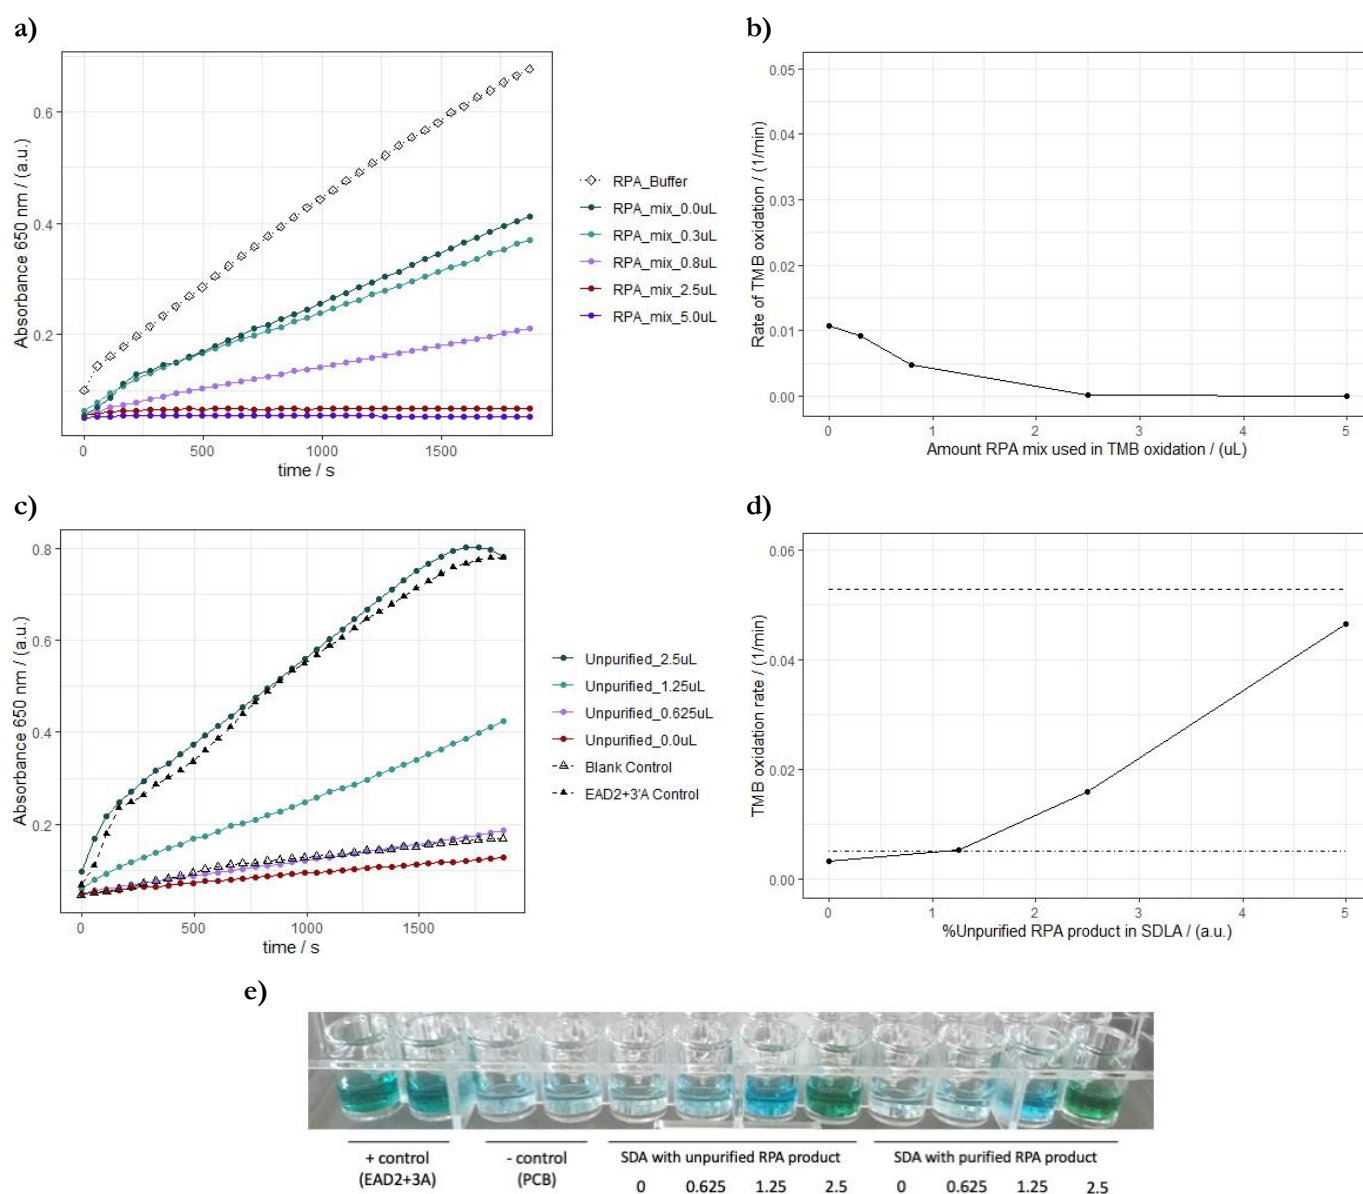 a)
Absorbance 650 nm / (a.u.)
0.6
0.4
0.2
0
500
1000
1500
time / s
RPA_Buffer
RPA_mix_0.0uL
RPA_mix_0.3uL
RPA_mix_0.8uL
RPA_mix_2.5uL
RPA_mix_5.0uL
b)
Rate of TMB oxidation / (1/min)
0.05
0.04
0.03
0.02
0.01
0.00
0
1
2
3
4
5
Amount RPA mix used in TMB oxidation / (uL)
c)
Absorbance 650 nm / (a.u.)
0.8
0.6
0.4
0.2
0
500
1000
1500
time / s
Unpurified_2.5uL
Unpurified_1.25uL
Unpurified_0.625uL
Unpurified_0.0uL
Blank Control
EAD2+3'A Control
d)
TMB oxidation rate / (1/min)
0.06
0.04
0.02
0.00
0
1
2
3
4
5
%Unpurified RPA product in SDLA / (a.u.)
e)
+ control
(EAD2+3A)
- control
(PCB)
SDA with unpurified RPA product
0 0.625 1.25 2.5
SDA with purified RPA product
0 0.625 1.25 2.5